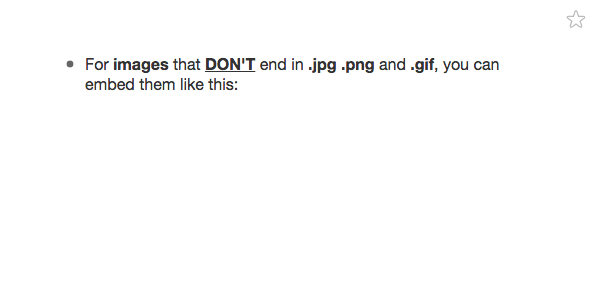 For images that DON'T end in .jpg .png and .gif, you can
embed them like this: